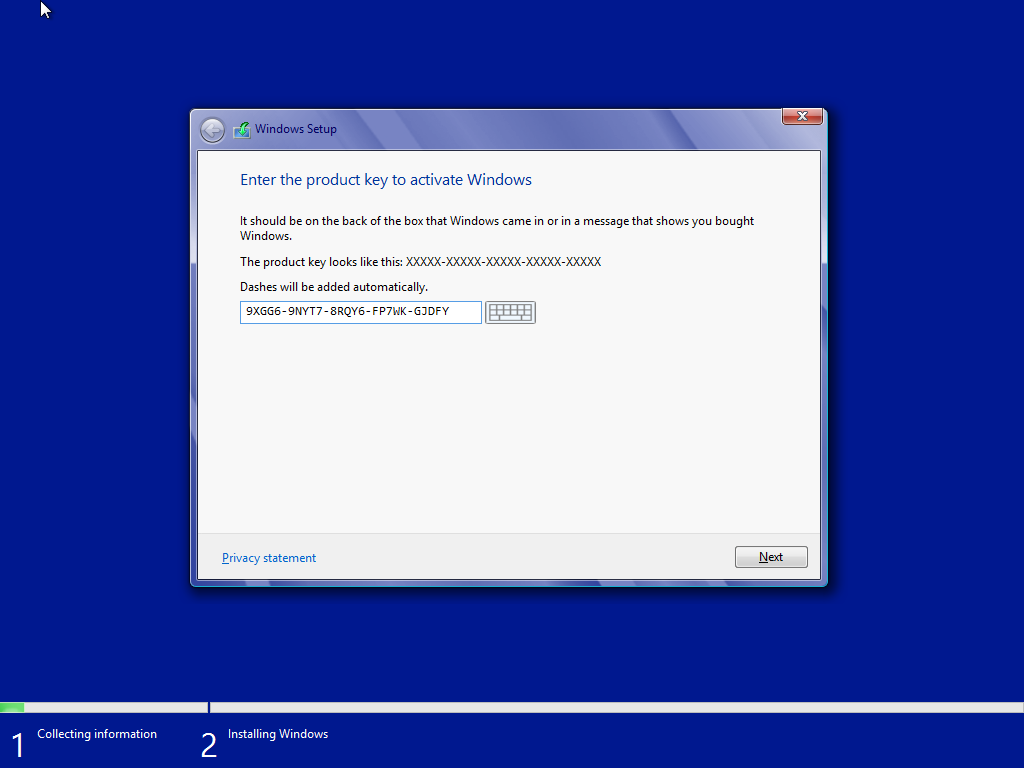 Windows Setup
Enter the product key to activate Windows
It should be on the back of the box that Windows came in or in a message that shows you bought
Windows.
The product key looks like this: XXXXX-XXXXX-XXXXX-XXXXX-XXXXX
Dashes will be added automatically.
9XGG6-9NYT7-8RQY6-FP7WK-GJDFY
Privacy statement
Next
1 Collecting information
2 Installing Windows